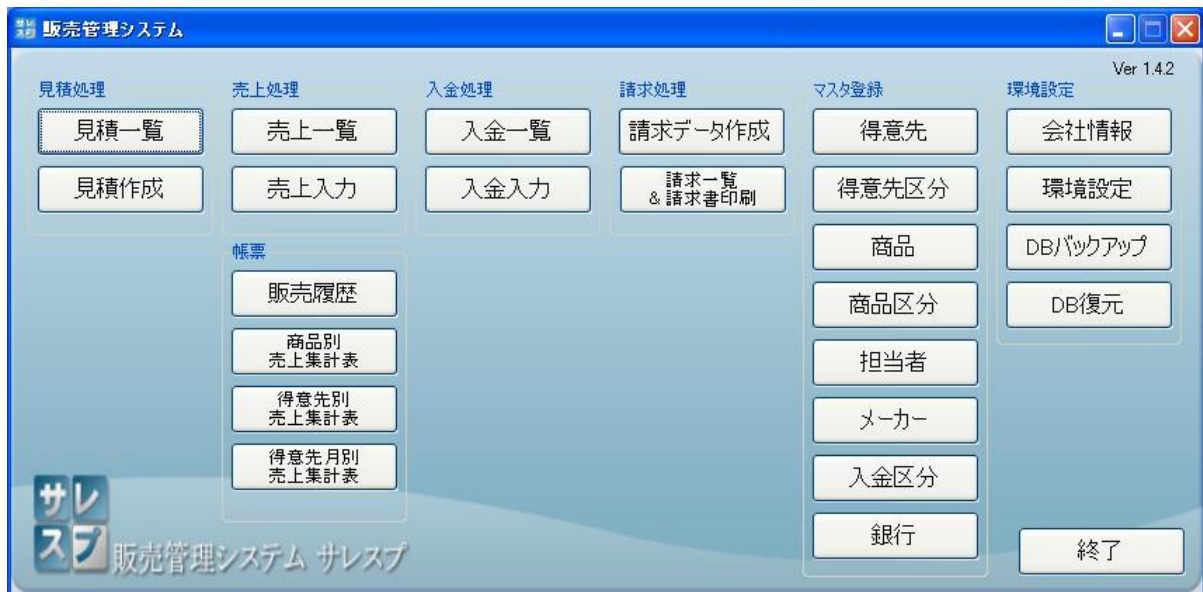 サレスプ 販売管理システム
Ver 1.4.2
見積処理
見積一覧
見積作成
売上処理
売上一覧
売上入力
帳票
販売履歴
商品別
売上集計表
得意先別
売上集計表
得意先月別
売上集計表
入金処理
入金一覧
入金入力
請求処理
請求データ作成
請求一覧
&請求書印刷
マスタ登録
得意先
得意先区分
商品
商品区分
担当者
メーカー
入金区分
銀行
環境設定
会社情報
環境設定
DBバックアップ
DB復元
終了
サレ
スプ
販売管理システム サレスプ